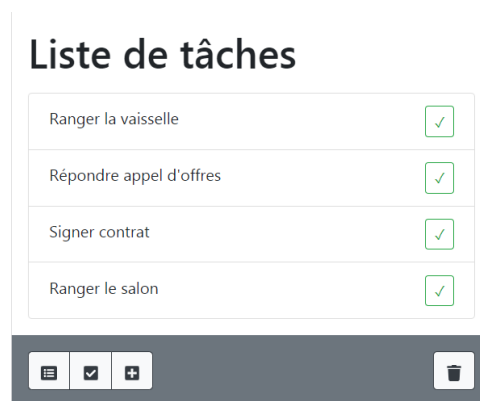 Liste de tâches
Ranger la vaisselle
Répondre appel d'offres
Signer contrat
Ranger le salon